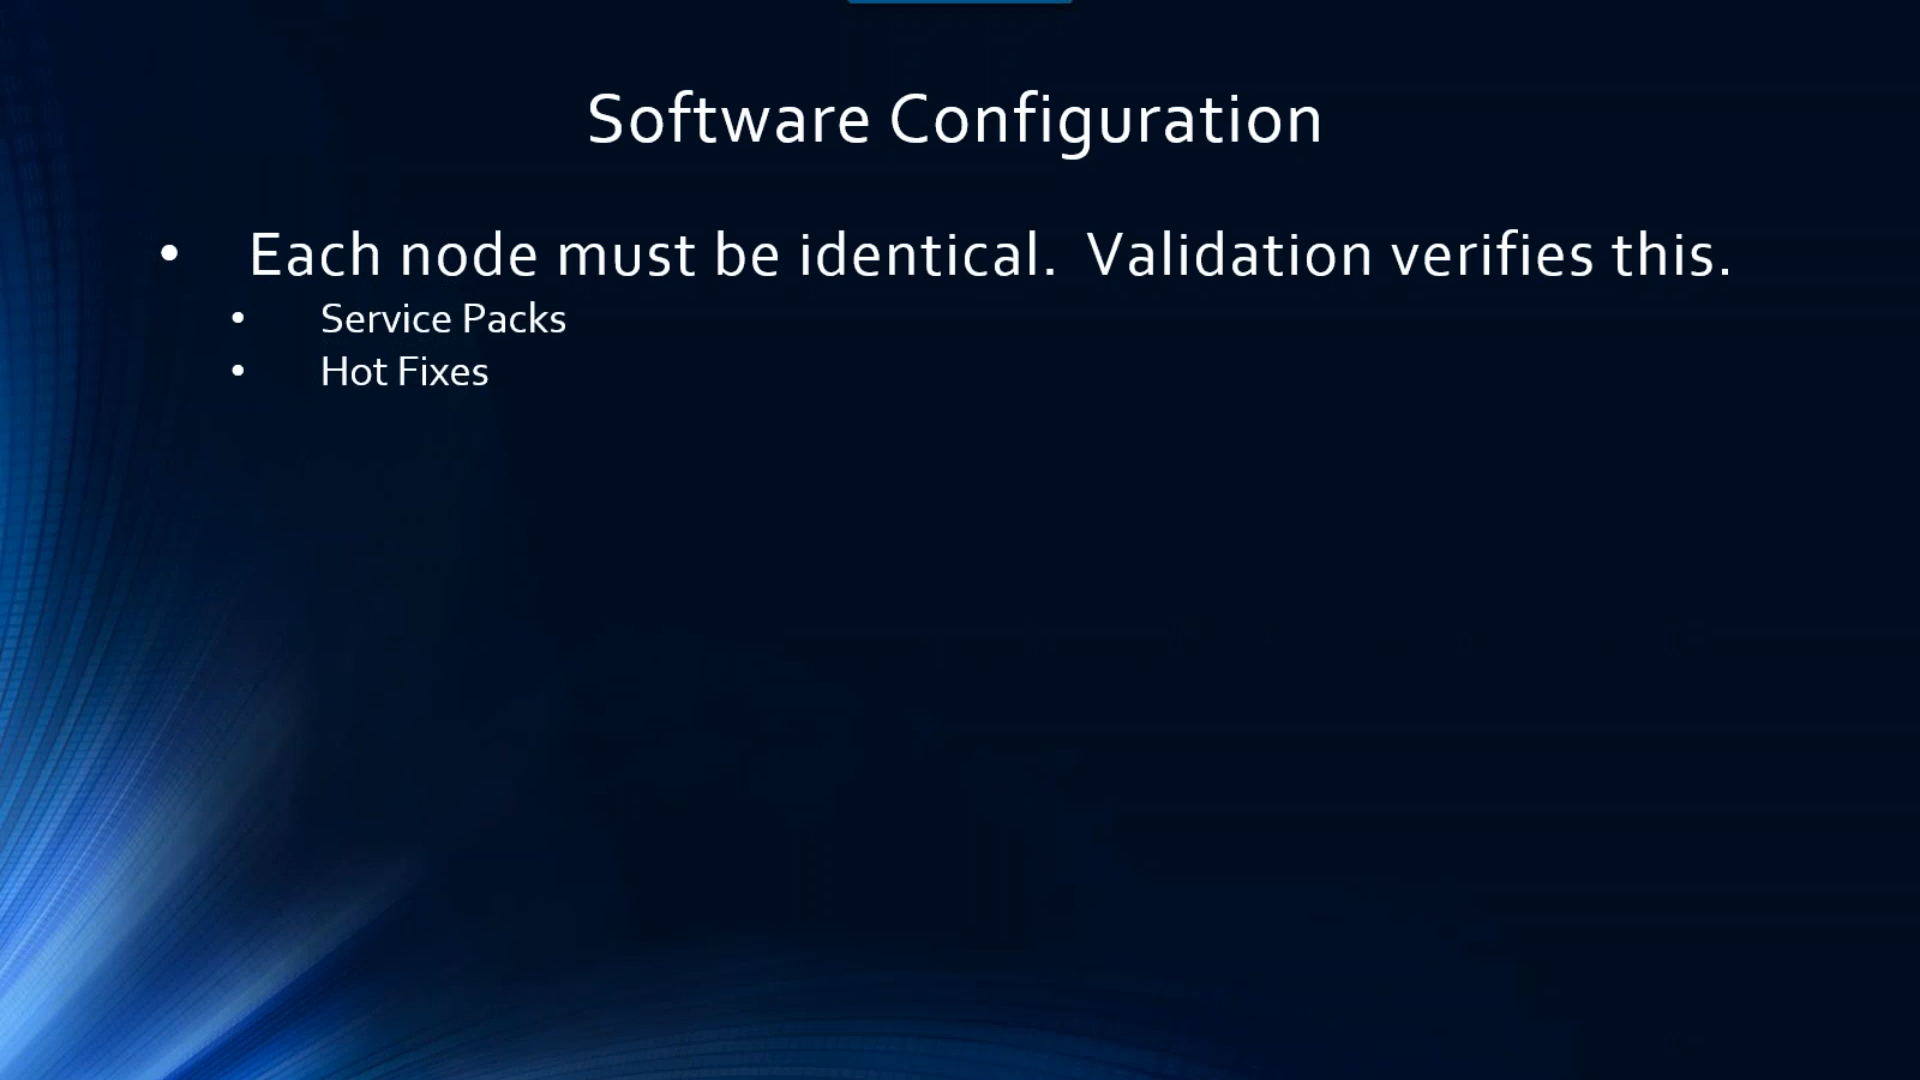 Software Configuration
• Each node must be identical.  Validation verifies this.
• Service Packs
• Hot Fixes